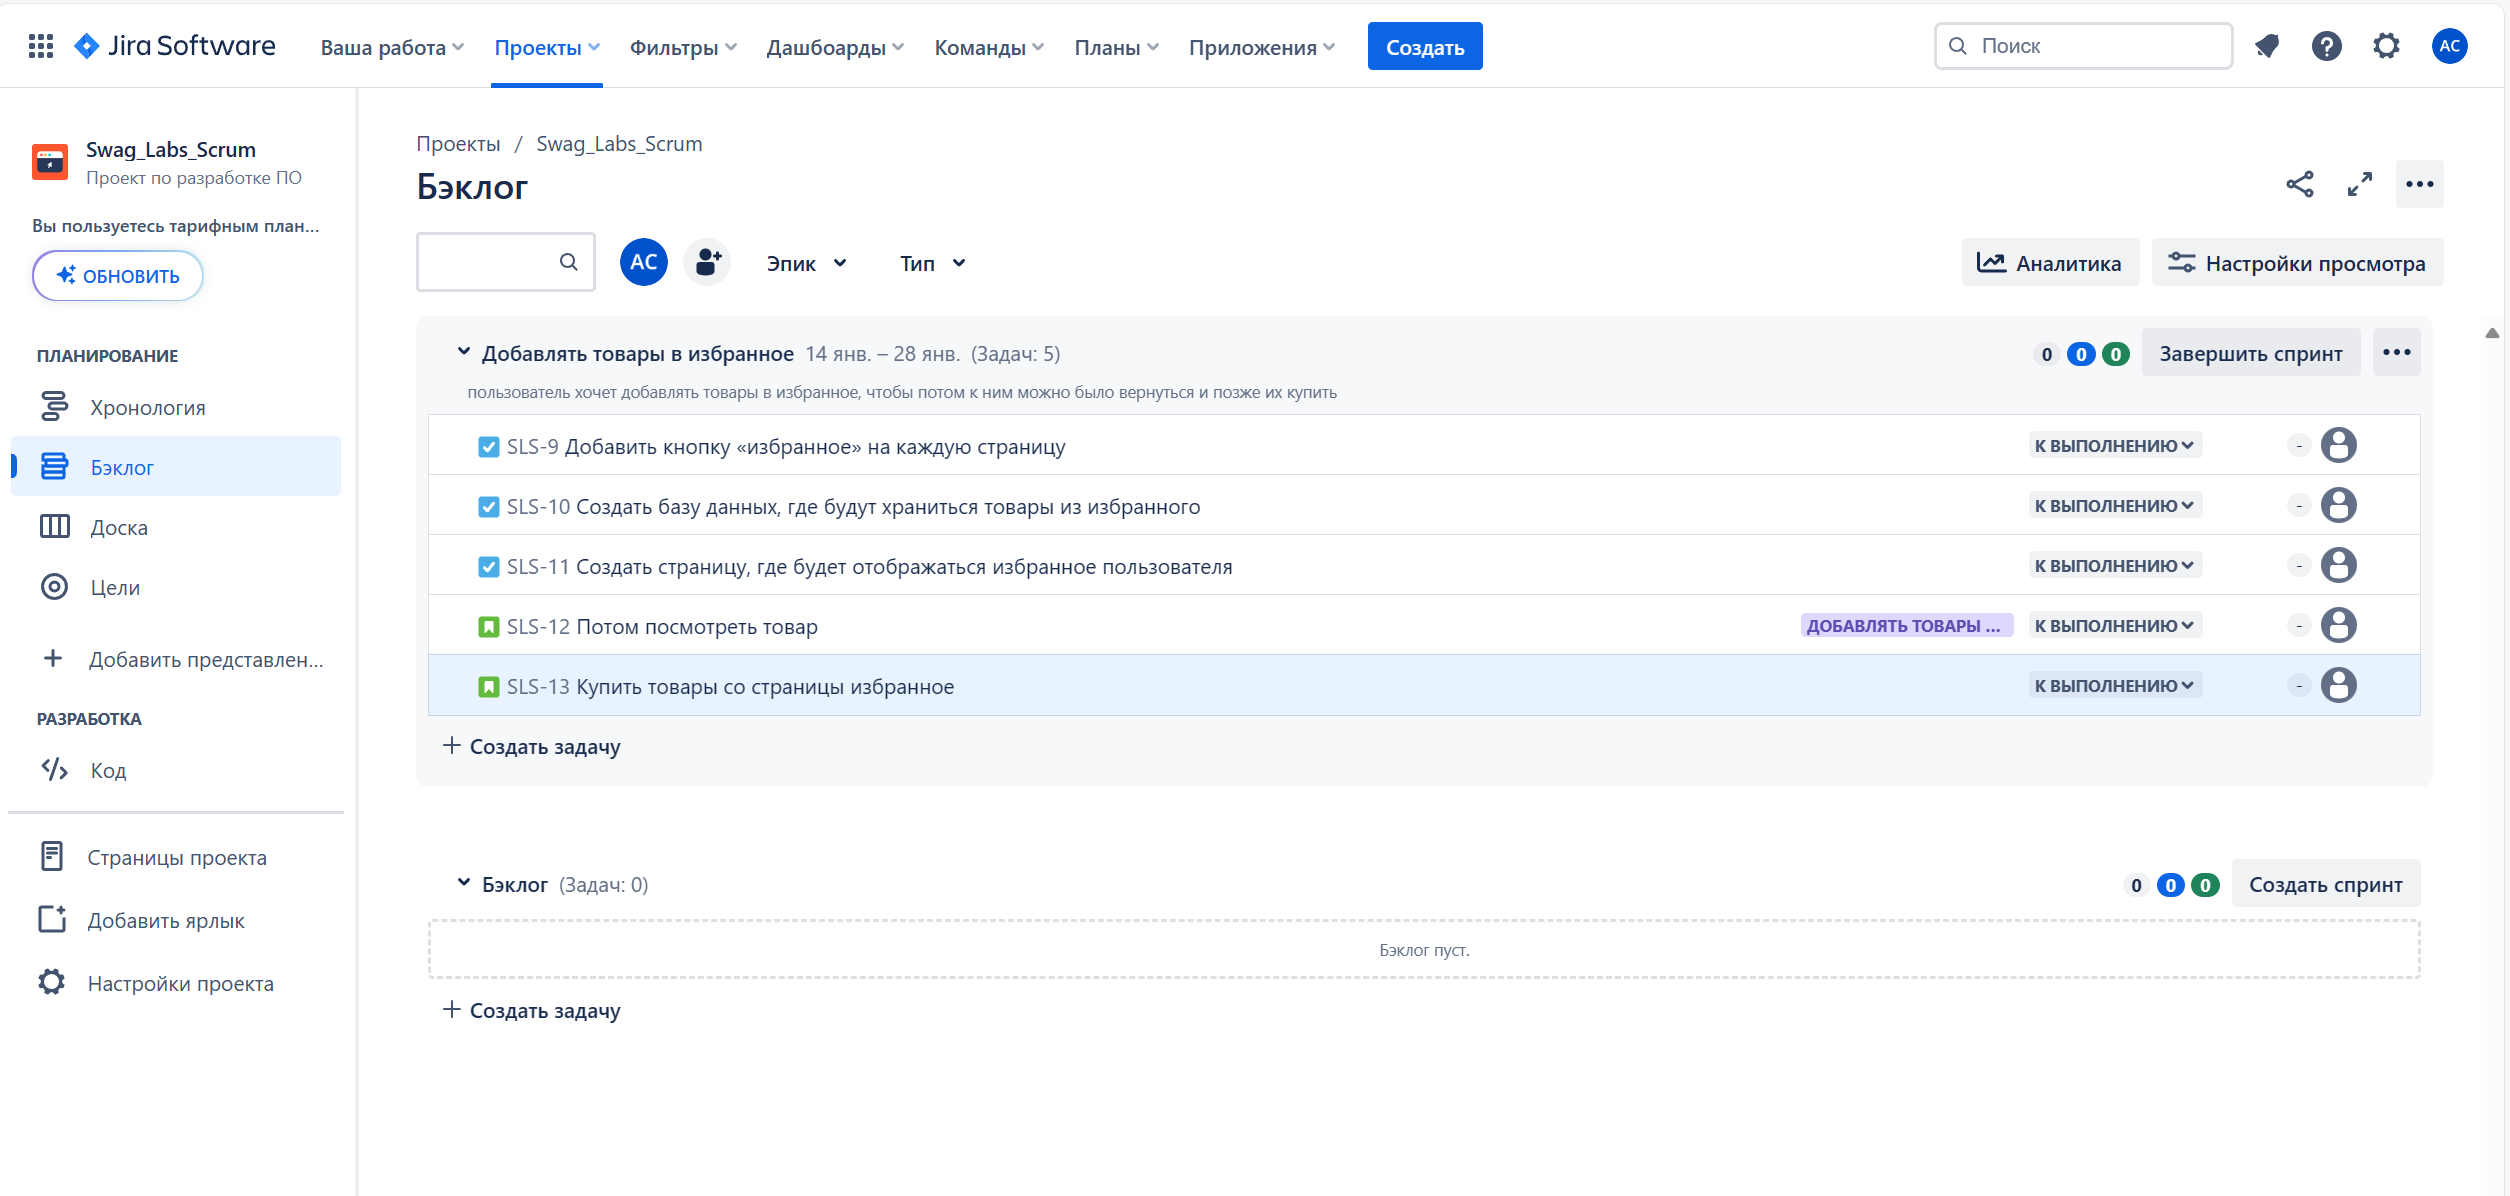 Jira Software Ваша работа Проекты Фильтры Дашбоарды Команды Планы Приложения Создать Поиск АС
Swag_Labs_Scrum
Проект по разработке ПО
Вы пользуетесь тарифным план...
ОБНОВИТЬ
ПЛАНИРОВАНИЕ
Хронология
Бэклог
Доска
Цели
Добавить представлен...
РАЗРАБОТКА
Код
Страницы проекта
Добавить ярлык
Настройки проекта
Проекты / Swag_Labs_Scrum
Бэклог
АС Эпик Тип Аналитика Настройки просмотра
Добавлять товары в избранное 14 янв. – 28 янв. (Задач: 5) 0 0 0 Завершить спринт
пользователь хочет добавлять товары в избранное, чтобы потом к ним можно было вернуться и позже их купить
SLS-9 Добавить кнопку «избранное» на каждую страницу К ВЫПОЛНЕНИЮ -
SLS-10 Создать базу данных, где будут храниться товары из избранного К ВЫПОЛНЕНИЮ -
SLS-11 Создать страницу, где будет отображаться избранное пользователя К ВЫПОЛНЕНИЮ -
SLS-12 Потом посмотреть товар ДОБАВЛЯТЬ ТОВАРЫ ... К ВЫПОЛНЕНИЮ -
SLS-13 Купить товары со страницы избранное К ВЫПОЛНЕНИЮ -
Создать задачу
Бэклог (Задач: 0) 0 0 0 Создать спринт
Бэклог пуст.
Создать задачу